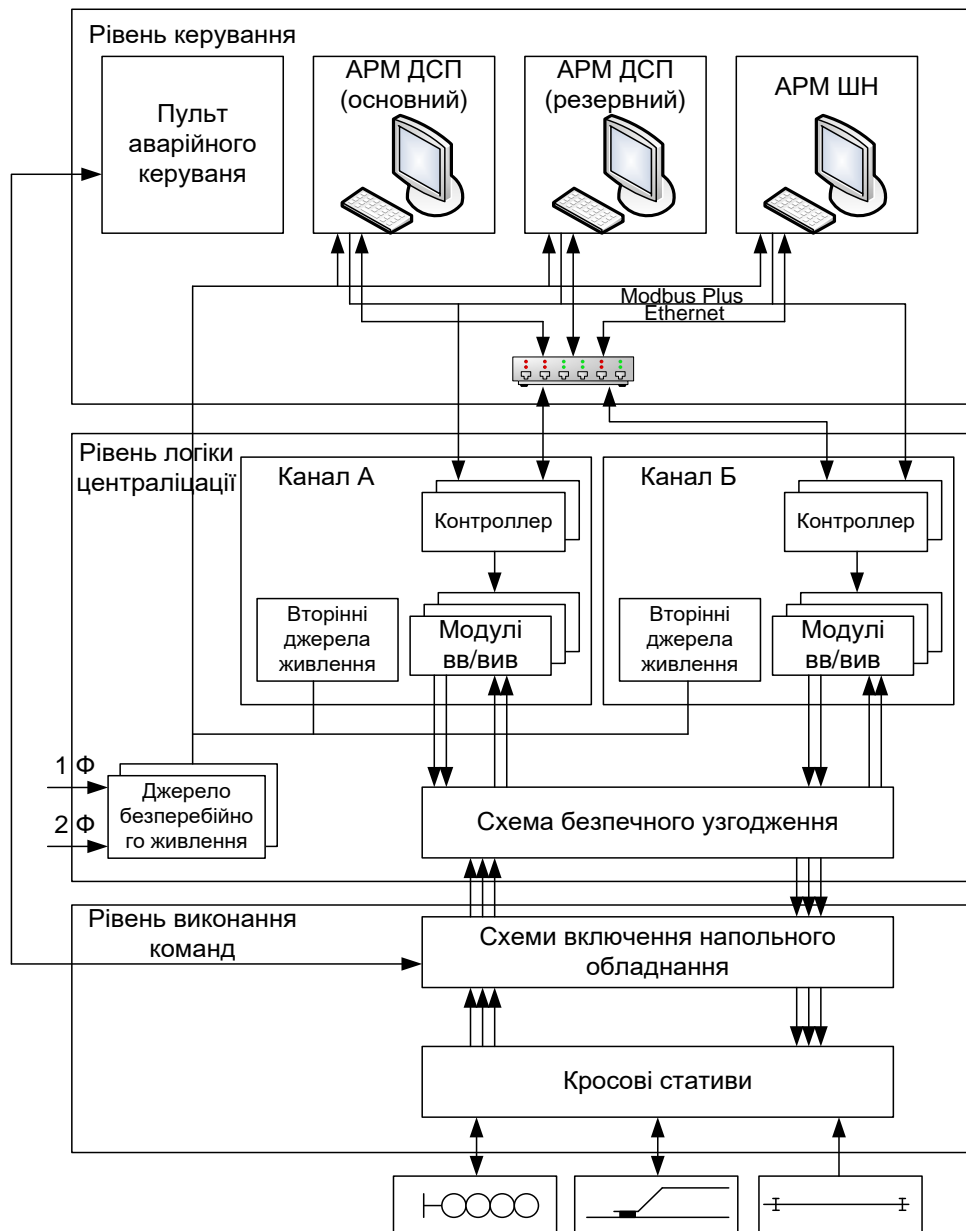 Рівень керування
Пульт
аварійного
керуваня
АРМ ДСП
(основний)
АРМ ДСП
(резервний)
АРМ ШН
Modbus Plus
Ethernet
Рівень логіки
централіцації
Канал А
Контроллер
Вторінні
джерела
живлення
Модулі
вв/вив
Канал Б
Контроллер
Вторінні
джерела
живлення
Модулі
вв/вив
1 Ф
2 Ф
Джерело
безперебійно
го живлення
Схема безпечного узгодження
Рівень виконання
команд
Схеми включення напольного
обладнання
Кросові стативи